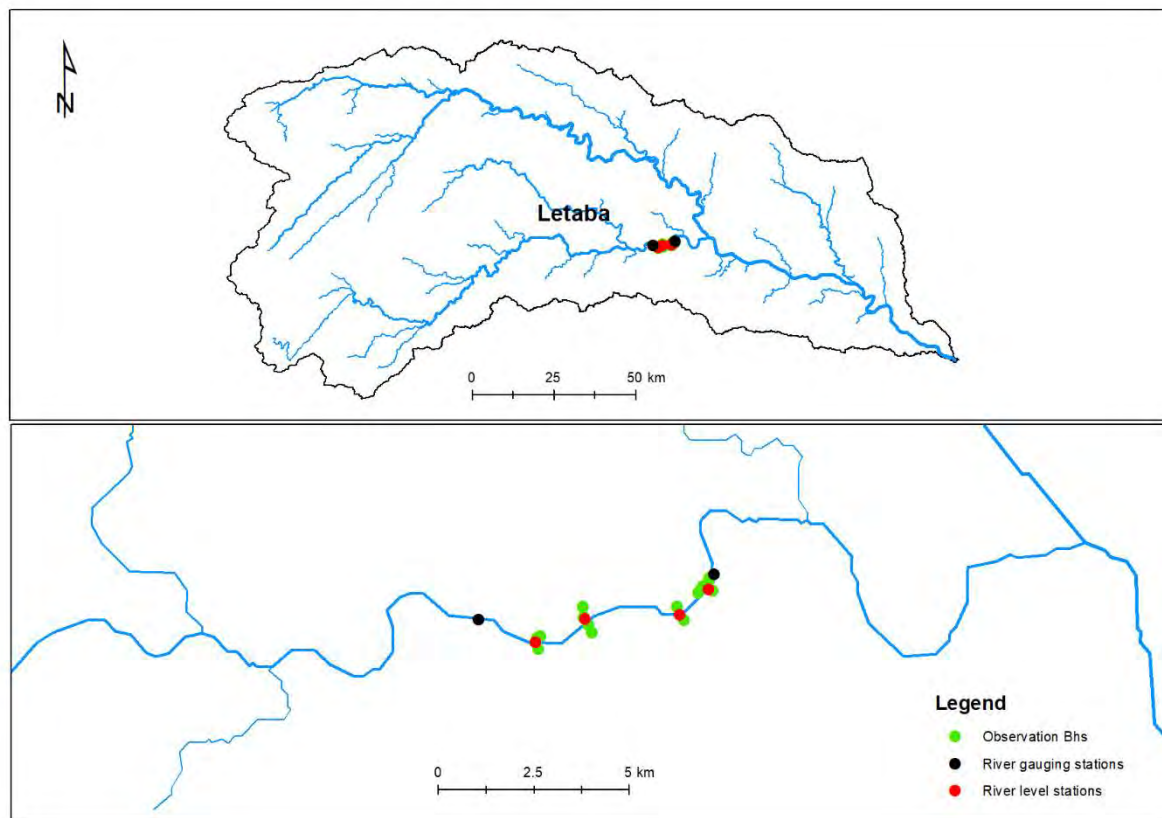 N
Letaba
0 25 50 km
0 2.5 5 km
Legend
Observation Bhs
River gauging stations
River level stations